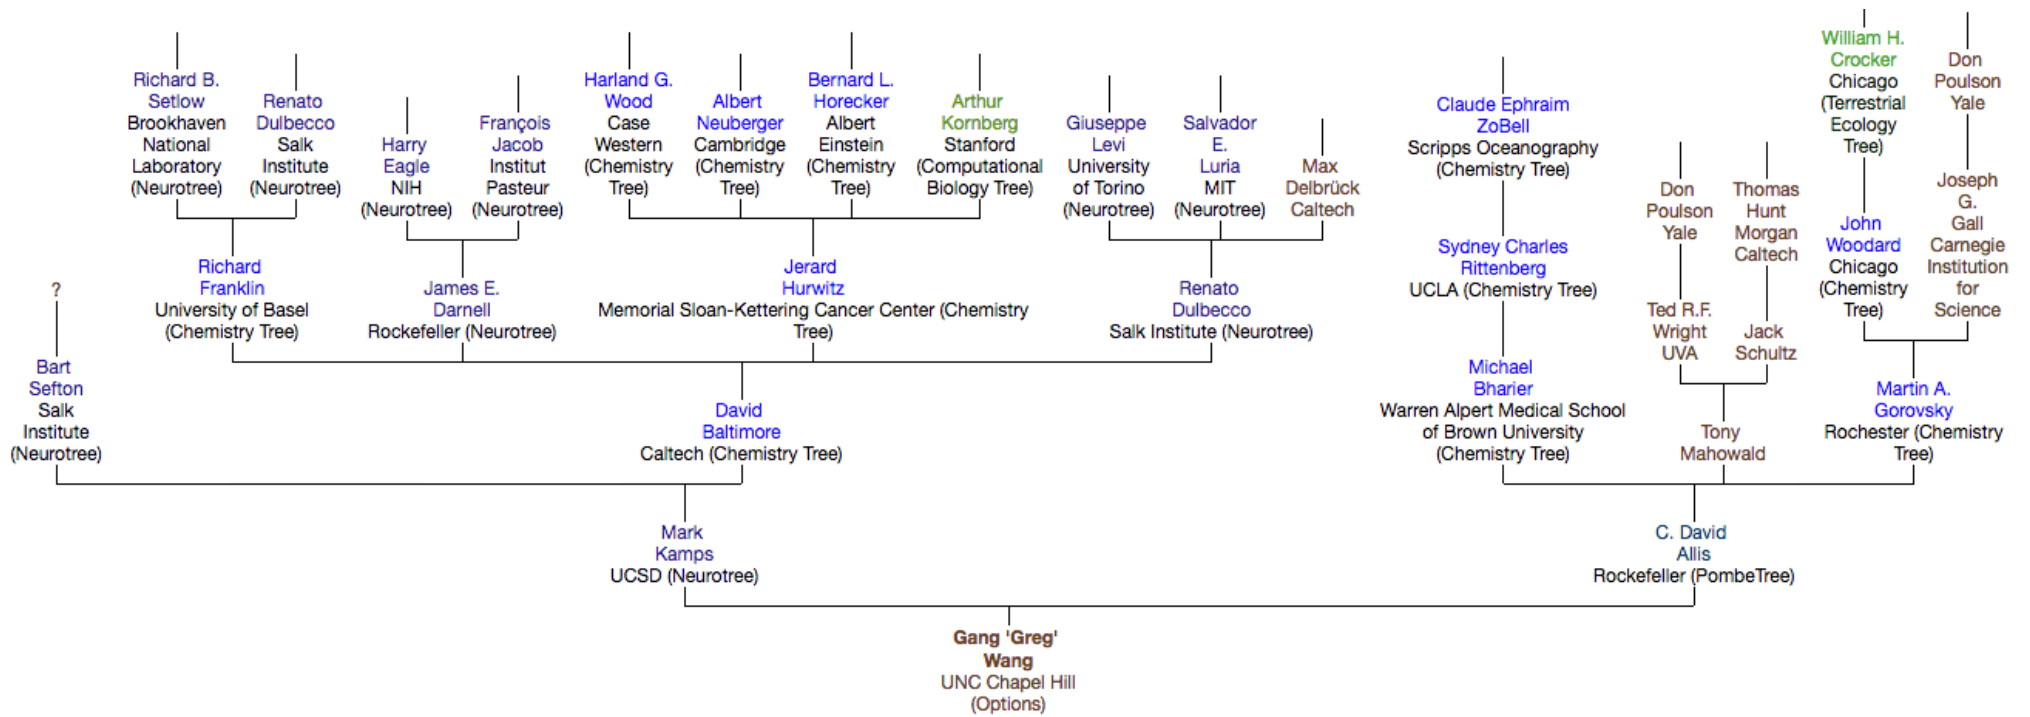 Richard B.
Setlow
Brookhaven
National
Laboratory
(Neurotree)
Renato
Dulbecco
Salk
Institute
(Neurotree)
Harry
Eagle
NIH
(Neurotree)
François
Jacob
Institut
Pasteur
(Neurotree)
Harland G.
Wood
Case
Western
(Chemistry
Tree)
Albert
Neuberger
Cambridge
(Chemistry
Tree)
Bernard L.
Horecker
Albert
Einstein
(Chemistry
Tree)
Arthur
Kornberg
Stanford
(Computational
Biology Tree)
Giuseppe
Levi
University
of Torino
(Neurotree)
Salvador
E.
Luria
MIT
(Neurotree)
Max
Delbrück
Caltech
Claude Ephraim
ZoBell
Scripps Oceanography
(Chemistry Tree)
Don
Poulson
Yale
Thomas
Hunt
Morgan
Caltech
William H.
Crocker
Chicago
(Terrestrial
Ecology
Tree)
Don
Poulson
Yale
?
Richard
Franklin
University of Basel
(Chemistry Tree)
James E.
Darnell
Rockefeller (Neurotree)
Jerard
Hurwitz
Memorial Sloan-Kettering Cancer Center (Chemistry
Tree)
Renato
Dulbecco
Salk Institute (Neurotree)
Sydney Charles
Rittenberg
UCLA (Chemistry Tree)
Ted R.F.
Wright
UVA
Jack
Schultz
John
Woodard
Chicago
(Chemistry
Tree)
Joseph
G.
Gall
Carnegie
Institution
for
Science
Bart
Sefton
Salk
Institute
(Neurotree)
David
Baltimore
Caltech (Chemistry Tree)
Michael
Bharier
Warren Alpert Medical School
of Brown University
(Chemistry Tree)
Tony
Mahowald
Martin A.
Gorovsky
Rochester (Chemistry
Tree)
Mark
Kamps
UCSD (Neurotree)
C. David
Allis
Rockefeller (PombeTree)
Gang 'Greg'
Wang
UNC Chapel Hill
(Options)